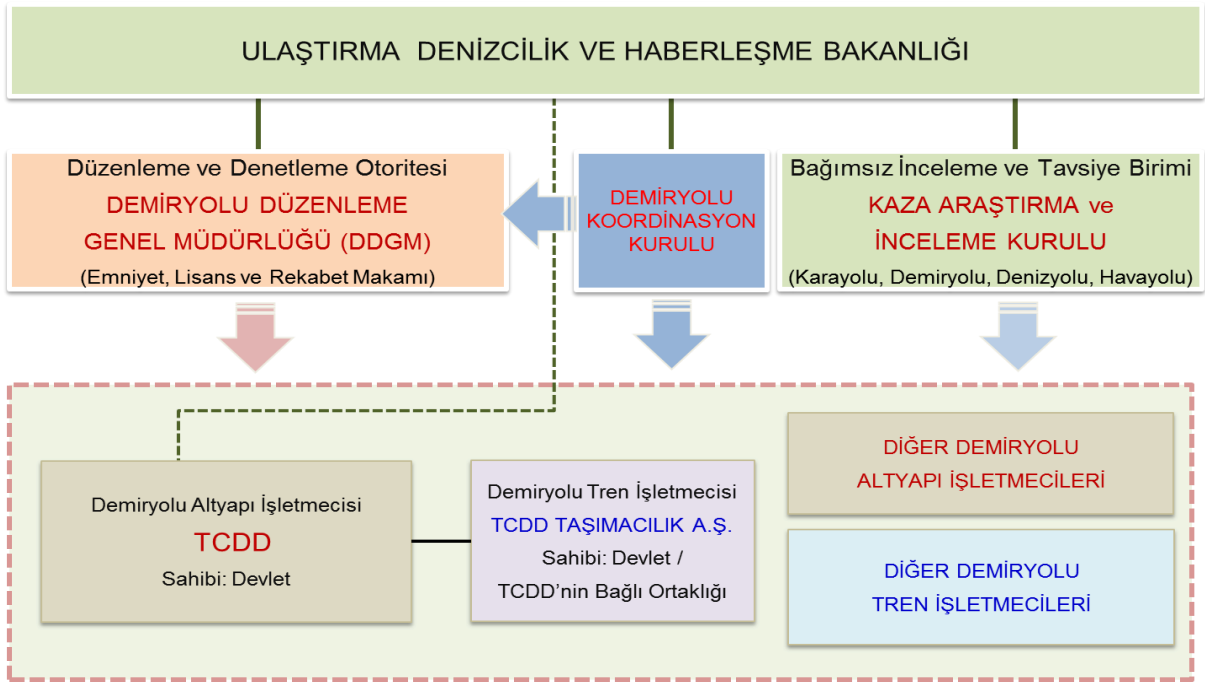 ULAŞTIRMA DENİZCİLİK VE HABERLEŞME BAKANLIĞI
Düzenleme ve Denetleme Otoritesi
DEMİRYOLU DÜZENLEME
GENEL MÜDÜRLÜĞÜ (DDGM)
(Emniyet, Lisans ve Rekabet Makamı)
DEMİRYOLU
KOORDİNASYON
KURULU
Bağımsız İnceleme ve Tavsiye Birimi
KAZA ARAŞTIRMA ve
İNCELEME KURULU
(Karayolu, Demiryolu, Denizyolu, Havayolu)
Demiryolu Altyapı İşletmecisi
TCDD
Sahibi: Devlet
Demiryolu Tren İşletmecisi
TCDD TAŞIMACILIK A.Ş.
Sahibi: Devlet /
TCDD'nin Bağlı Ortaklığı
DİĞER DEMİRYOLU
ALTYAPI İŞLETMECİLERİ
DİĞER DEMİRYOLU
TREN İŞLETMECİLERİ